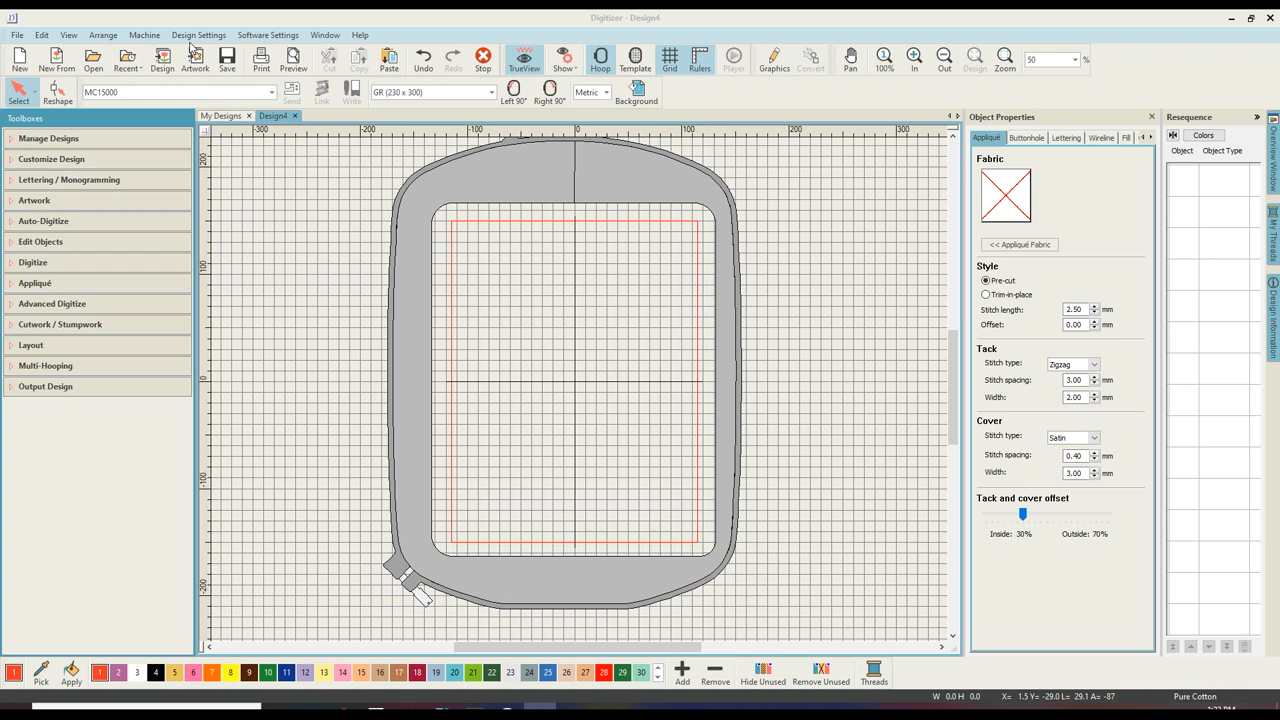 Digitizer - Design4
File Edit View Arrange Machine Design Settings Software Settings Window Help
New New From Open Recent Design Artwork Save Print Preview Cut Copy Paste Undo Redo Stop TrueView Show Hoop Template Grid Rulers Player Graphics Convert Pan 100% In Out Design Zoom 50 %
Select Reshape MC15000 Send Link Write GR (230 x 300) Left 90° Right 90° Metric Background
Toolboxes
My Designs Design4
Object Properties
Resequence
Manage Designs
Customize Design
Lettering / Monogramming
Artwork
Auto-Digitize
Edit Objects
Digitize
Appliqué
Advanced Digitize
Cutwork / Stumpwork
Layout
Multi-Hooping
Output Design
-300 -200 -100 0 100 200 300
200
100
0
-100
-200
Appliqué Buttonhole Lettering Wireline Fill
Fabric
<< Appliqué Fabric
Style
Pre-cut
Trim-in-place
Stitch length: 2.50 mm
Offset: 0.00 mm
Tack
Stitch type: Zigzag
Stitch spacing: 3.00 mm
Width: 2.00 mm
Cover
Stitch type: Satin
Stitch spacing: 0.40 mm
Width: 3.00 mm
Tack and cover offset
Inside: 30% Outside: 70%
Colors
Object Object Type
Overview Window
My Threads
Design Information
1 Pick Apply 1 2 3 4 5 6 7 8 9 10 11 12 13 14 15 16 17 18 19 20 21 22 23 24 25 26 27 28 29 30 Add Remove Hide Unused Remove Unused Threads
W 0.0 H 0.0 X= 1.5 Y= -29.0 L= 29.1 A= -87 Pure Cotton